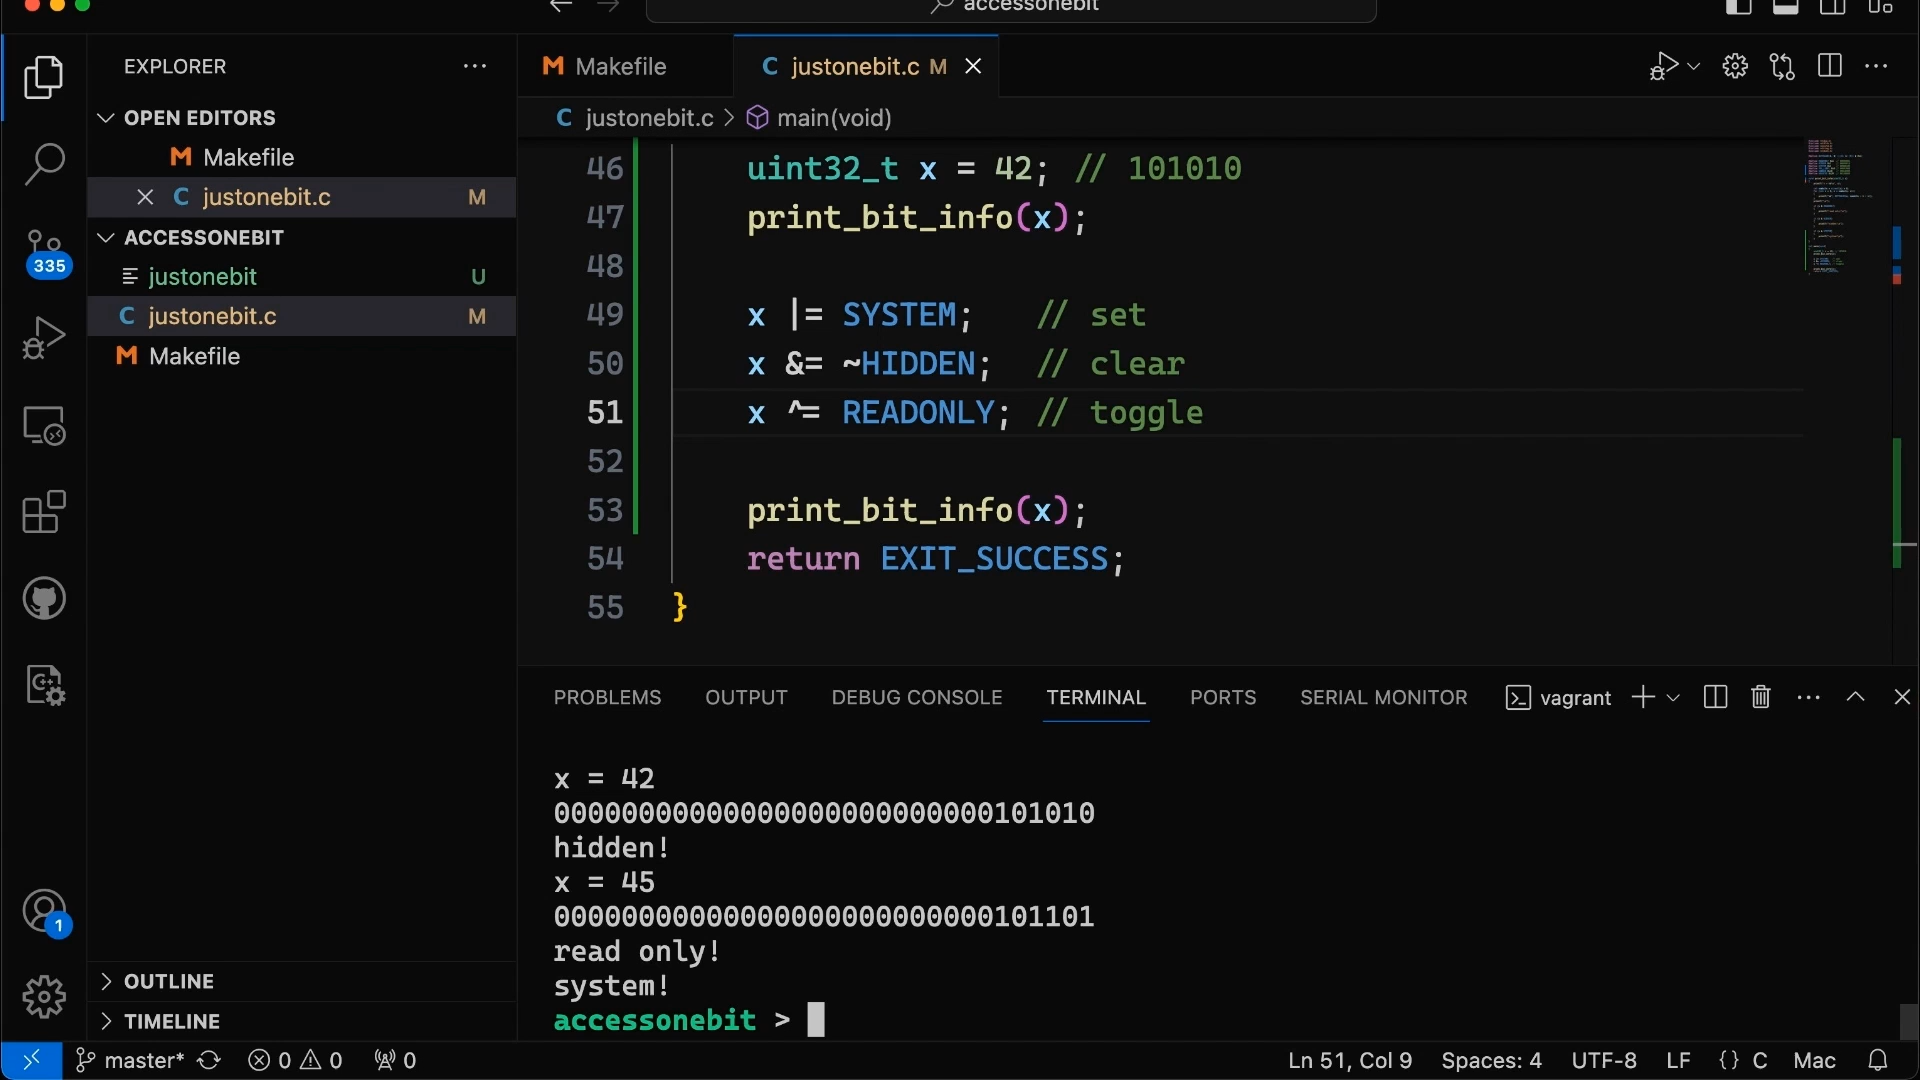 accessonebit
EXPLORER
OPEN EDITORS
Makefile
justonebit.c M
ACCESSONEBIT
justonebit U
justonebit.c M
Makefile
335
1
OUTLINE
TIMELINE
Makefile
justonebit.c M
justonebit.c > main(void)
46 uint32_t x = 42; // 101010
47 print_bit_info(x);
48
49 x |= SYSTEM; // set
50 x &= ~HIDDEN; // clear
51 x ^= READONLY; // toggle
52
53 print_bit_info(x);
54 return EXIT_SUCCESS;
55 }
PROBLEMS OUTPUT DEBUG CONSOLE TERMINAL PORTS SERIAL MONITOR vagrant
x = 42
00000000000000000000000000101010
hidden!
x = 45
00000000000000000000000000101101
read only!
system!
accessonebit >
master* 0 0 0 Ln 51, Col 9 Spaces: 4 UTF-8 LF {} C Mac